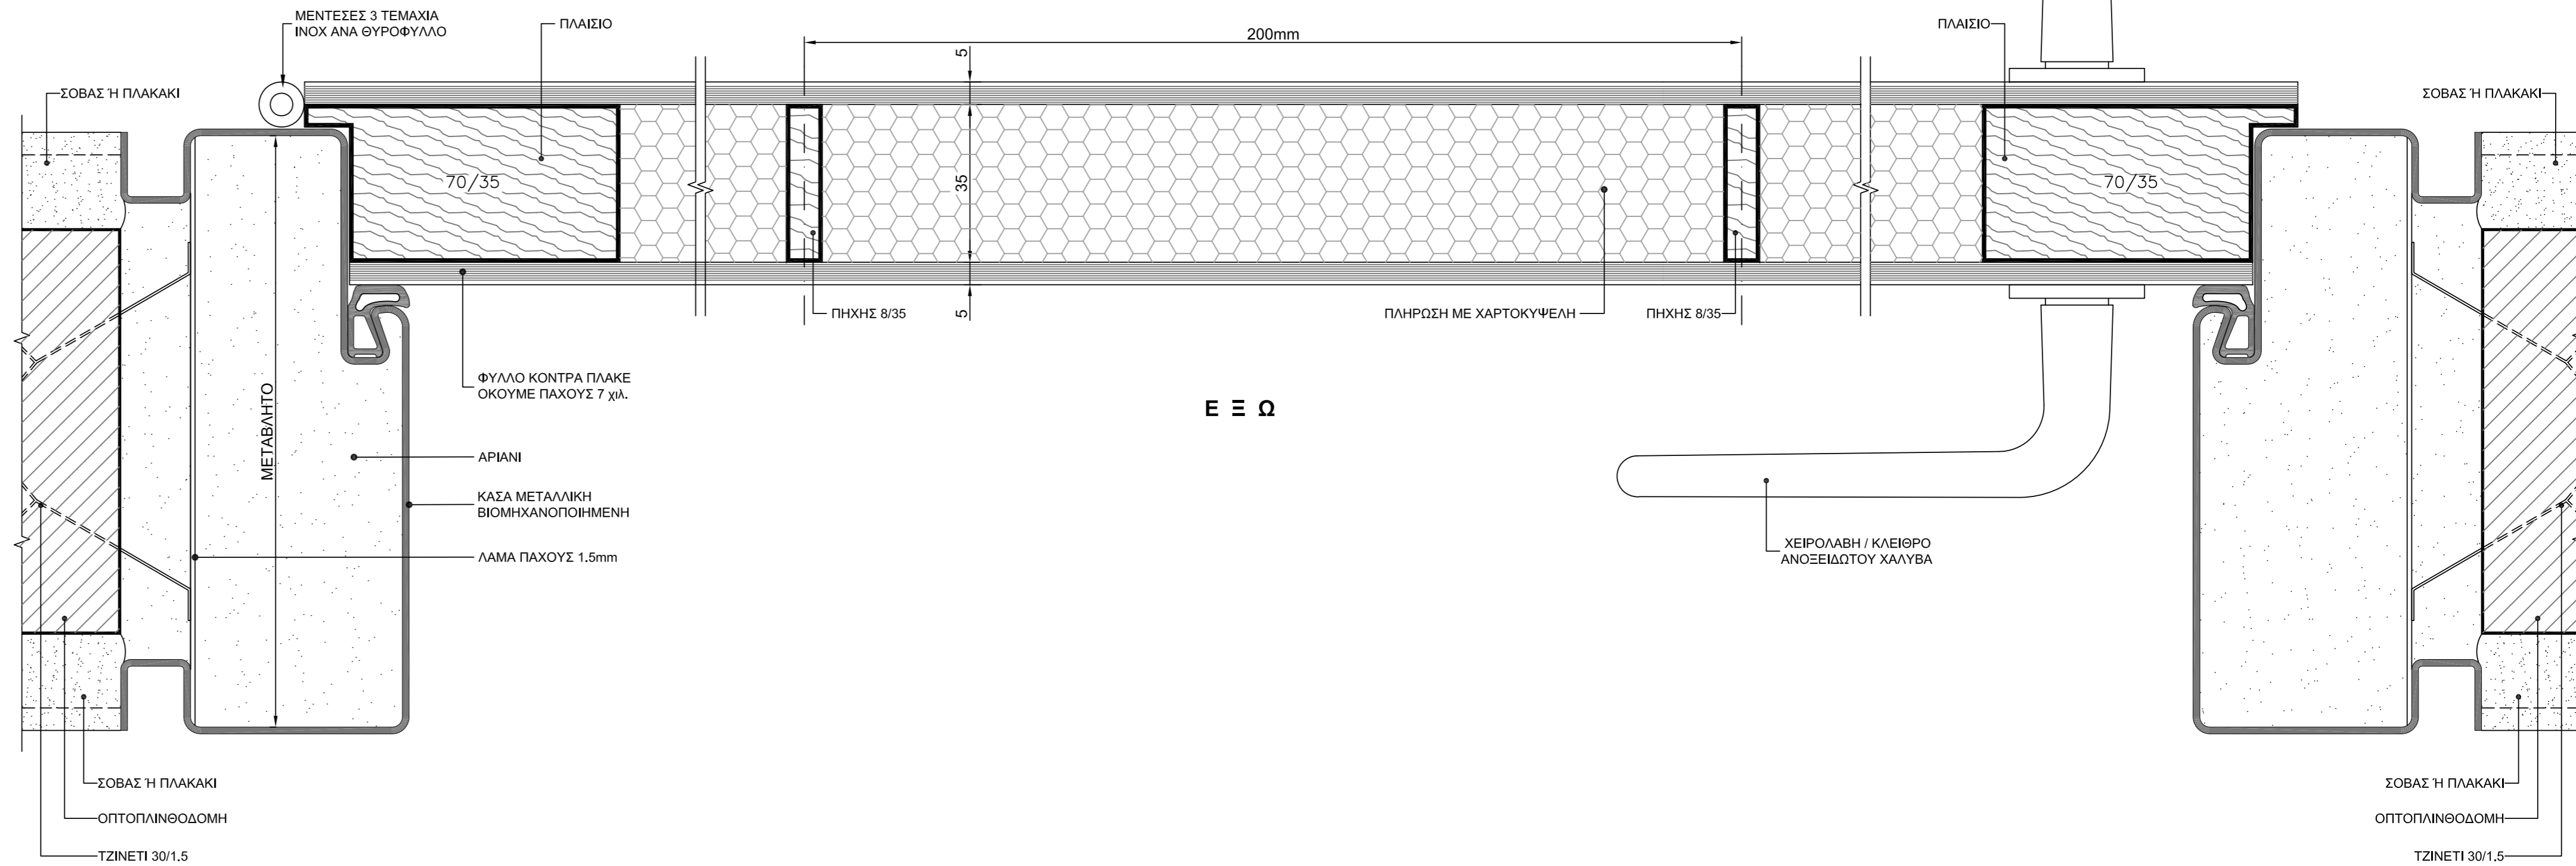 ΜΕΝΤΕΣΕΣ 3 ΤΕΜΑΧΙΑ
ΙΝΟΧ ΑΝΑ ΘΥΡΟΦΥΛΛΟ
ΠΛΑΙΣΙΟ
200mm
ΠΛΑΙΣΙΟ
5
ΣΟΒΑΣ Ή ΠΛΑΚΑΚΙ
ΣΟΒΑΣ Ή ΠΛΑΚΑΚΙ
70/35
35
70/35
ΠΗΧΗΣ 8/35
5
ΠΛΗΡΩΣΗ ΜΕ ΧΑΡΤΟΚΥΨΕΛΗ
ΠΗΧΗΣ 8/35
ΦΥΛΛΟ ΚΟΝΤΡΑ ΠΛΑΚΕ
ΟΚΟΥΜΕ ΠΑΧΟΥΣ 7 χιλ.
Ε Ξ Ω
ΜΕΤΑΒΛΗΤΟ
ΑΡΙΑΝΙ
ΚΑΣΑ ΜΕΤΑΛΛΙΚΗ
ΒΙΟΜΗΧΑΝΟΠΟΙΗΜΕΝΗ
ΛΑΜΑ ΠΑΧΟΥΣ 1.5mm
ΧΕΙΡΟΛΑΒΗ / ΚΛΕΙΘΡΟ
ΑΝΟΞΕΙΔΩΤΟΥ ΧΑΛΥΒΑ
ΣΟΒΑΣ Ή ΠΛΑΚΑΚΙ
ΣΟΒΑΣ Ή ΠΛΑΚΑΚΙ
ΟΠΤΟΠΛΙΝΘΟΔΟΜΗ
ΟΠΤΟΠΛΙΝΘΟΔΟΜΗ
ΤΖΙΝΕΤΙ 30/1.5
ΤΖΙΝΕΤΙ 30/1.5